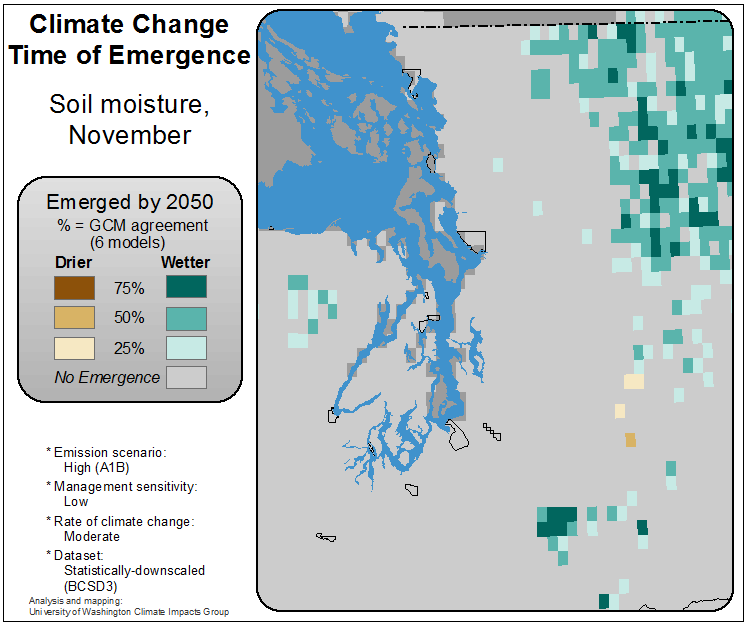 Climate Change
Time of Emergence
Soil moisture,
November
Emerged by 2050
% = GCM agreement
(6 models)
Drier Wetter
75%
50%
25%
No Emergence
* Emission scenario:
High (A1B)
* Management sensitivity:
Low
* Rate of climate change:
Moderate
* Dataset:
Statistically-downscaled
(BCSD3)
Analysis and mapping:
University of Washington Climate Impacts Group